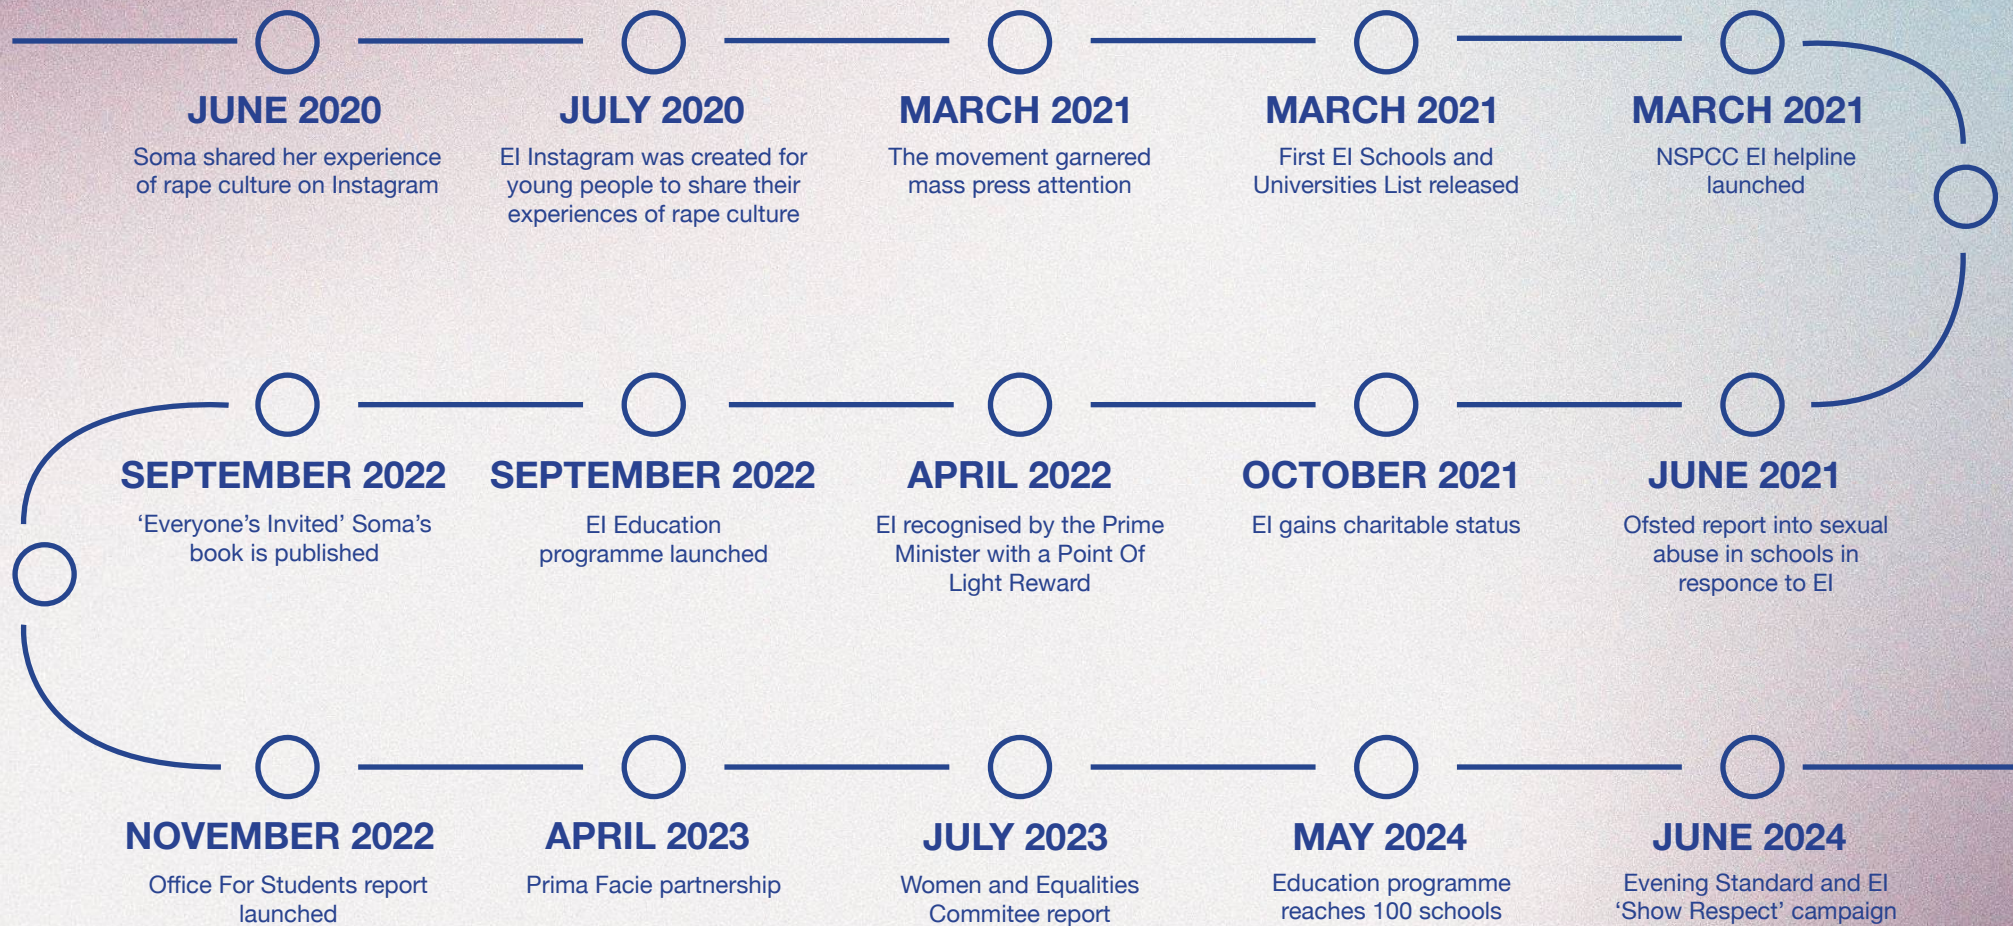 JUNE 2020
Soma shared her experience
of rape culture on Instagram
JULY 2020
EI Instagram was created for
young people to share their
experiences of rape culture
MARCH 2021
The movement garnered
mass press attention
MARCH 2021
First EI Schools and
Universities List released
MARCH 2021
NSPCC EI helpline
launched
JUNE 2021
Ofsted report into sexual
abuse in schools in
responce to EI
OCTOBER 2021
EI gains charitable status
APRIL 2022
EI recognised by the Prime
Minister with a Point Of
Light Reward
SEPTEMBER 2022
EI Education
programme launched
SEPTEMBER 2022
‘Everyone’s Invited’ Soma’s
book is published
NOVEMBER 2022
Office For Students report
launched
APRIL 2023
Prima Facie partnership
JULY 2023
Women and Equalities
Commitee report
MAY 2024
Education programme
reaches 100 schools
JUNE 2024
Evening Standard and EI
‘Show Respect’ campaign